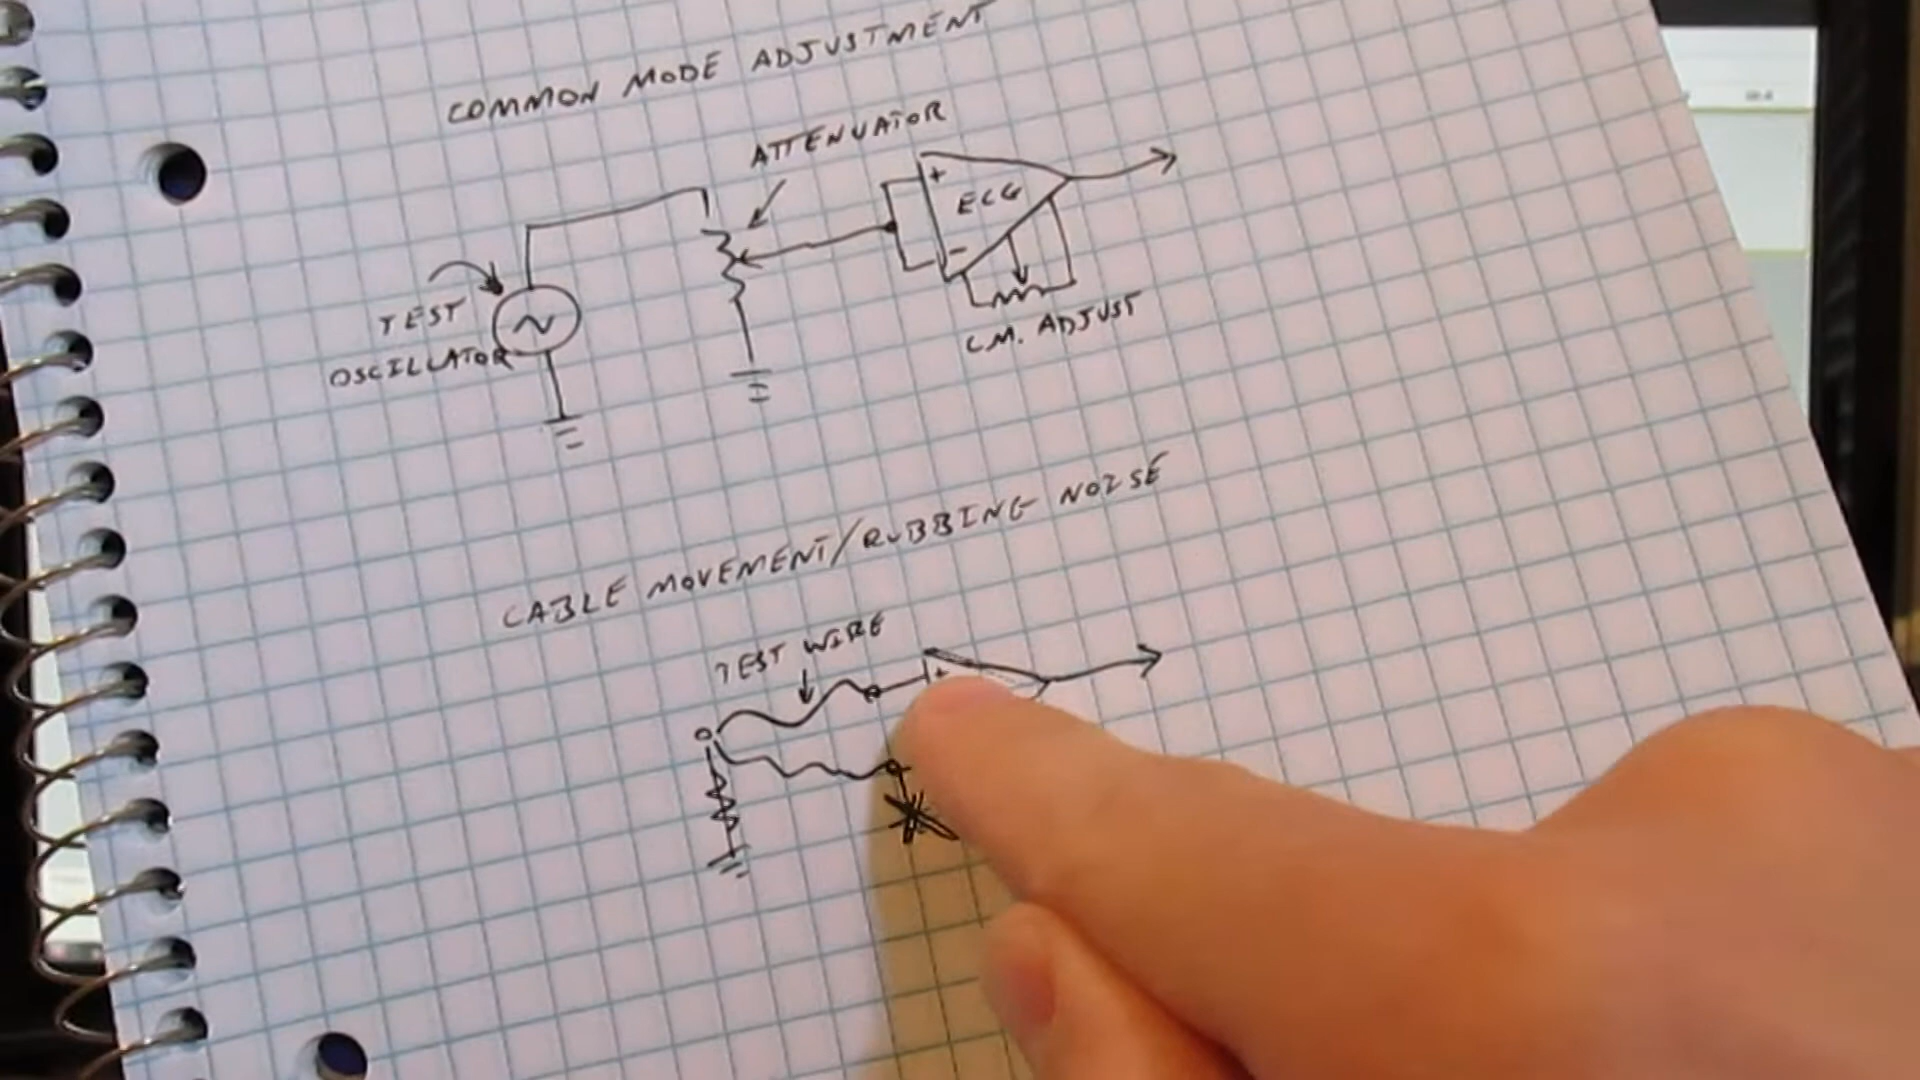 COMMON MODE ADJUSTMENT
ATTENUATOR
+
ECG
-
TEST
OSCILLATOR
C.M. ADJUST
CABLE MOVEMENT/RUBBING NOISE
TEST WIRE
+